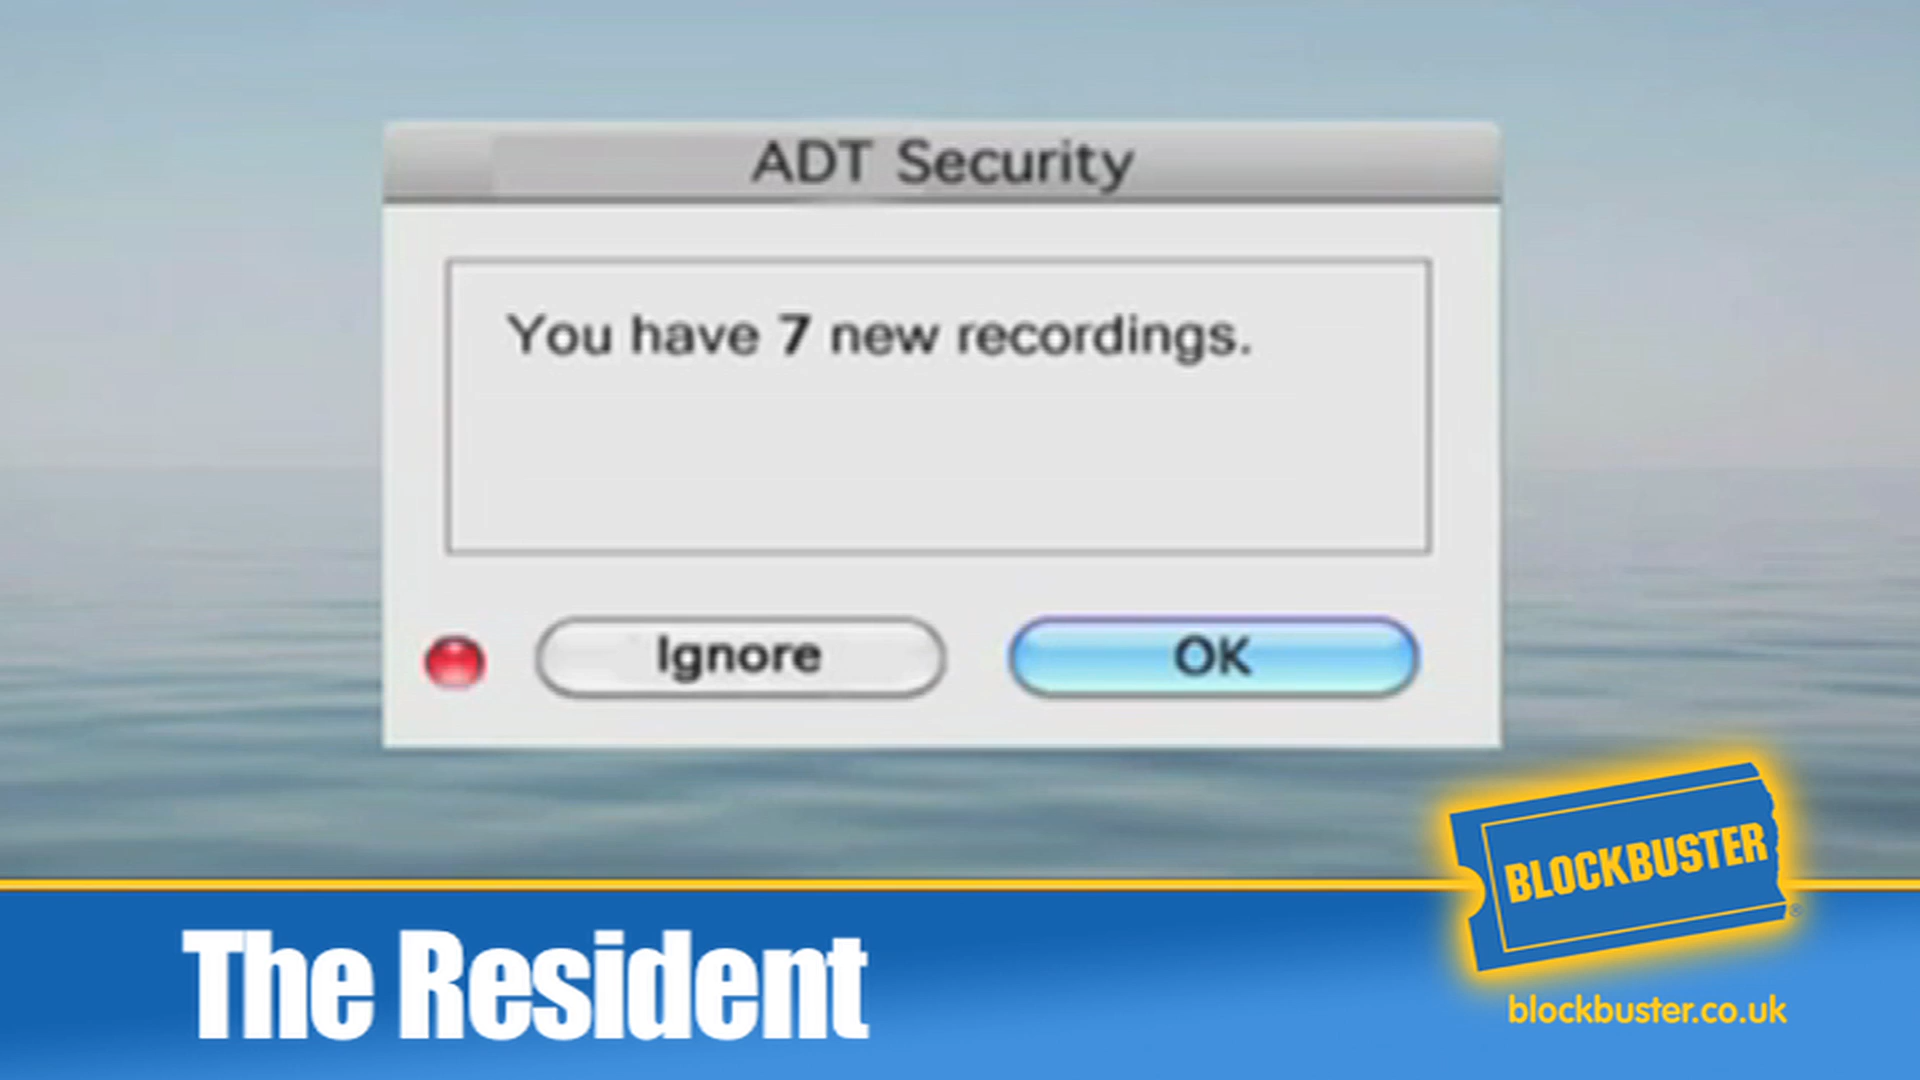 ADT Security
You have 7 new recordings.
Ignore
OK
BLOCKBUSTER
®
The Resident
blockbuster.co.uk